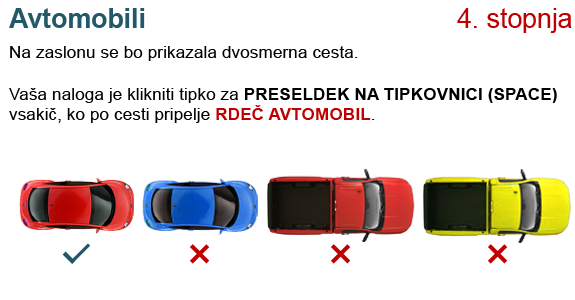 Avtomobili 4. stopnja
Na zaslonu se bo prikazala dvosmerna cesta.
Vaša naloga je klikniti tipko za PRESELDEK NA TIPKOVNICI (SPACE)
vsakič, ko po cesti pripelje RDEČ AVTOMOBIL.